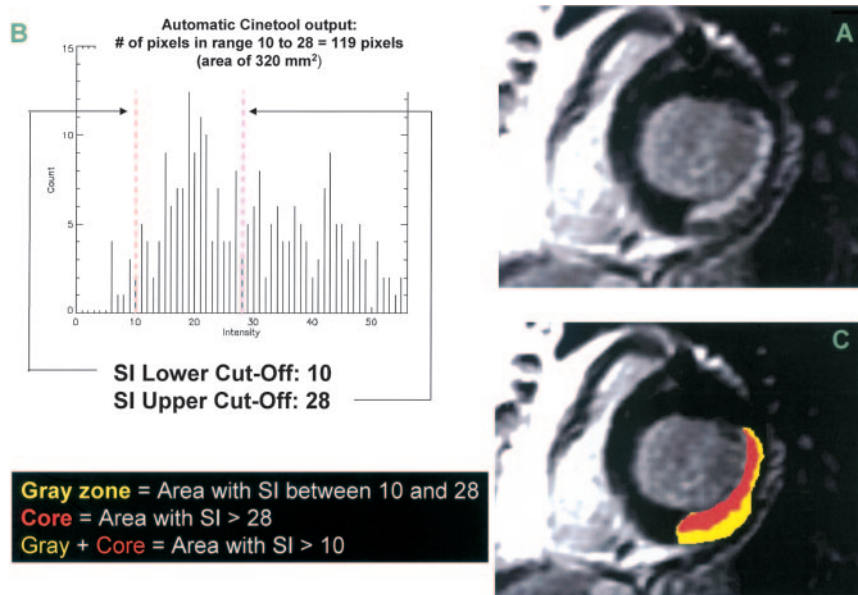 B
Automatic Cinetool output:
# of pixels in range 10 to 28 = 119 pixels
(area of 320 mm²)
15
10
5
0
Count
0 10 20 30 40 50
Intensity
SI Lower Cut-Off: 10
SI Upper Cut-Off: 28
Gray zone = Area with SI between 10 and 28
Core = Area with SI > 28
Gray + Core = Area with SI > 10
A
C